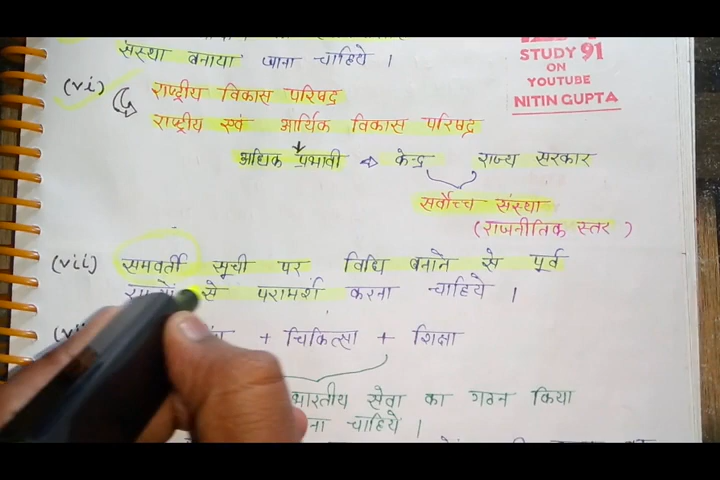 संस्था बनाया जाना चाहिये ।
STUDY 91
ON
YOUTUBE
NITIN GUPTA
(vi) राष्ट्रीय विकास परिषद्
राष्ट्रीय एवं आर्थिक विकास परिषद्
अधिक प्रभावी ⇒ केन्द्र राज्य सरकार
सर्वोच्च संस्था
(राजनीतिक स्तर )
(vii) समवर्ती सूची पर विधि बनाने से पूर्व
से परामर्श करना चाहिये ।
+ चिकित्सा + शिक्षा
भारतीय सेवा का गठन किया
चाहिये ।